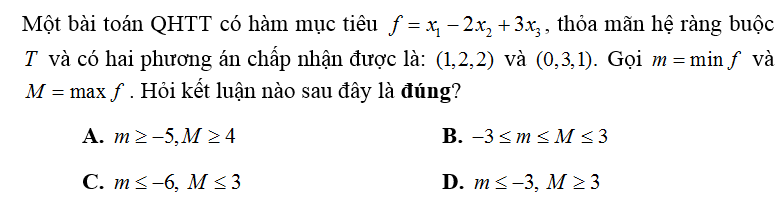 Một bài toán QHTT có hàm mục tiêu f = x₁ − 2x₂ + 3x₃, thỏa mãn hệ ràng buộc
T và có hai phương án chấp nhận được là: (1,2,2) và (0,3,1). Gọi m = min f và
M = max f . Hỏi kết luận nào sau đây là đúng?
A. m ≥ −5, M ≥ 4 B. −3 ≤ m ≤ M ≤ 3
C. m ≤ −6, M ≤ 3 D. m ≤ −3, M ≥ 3